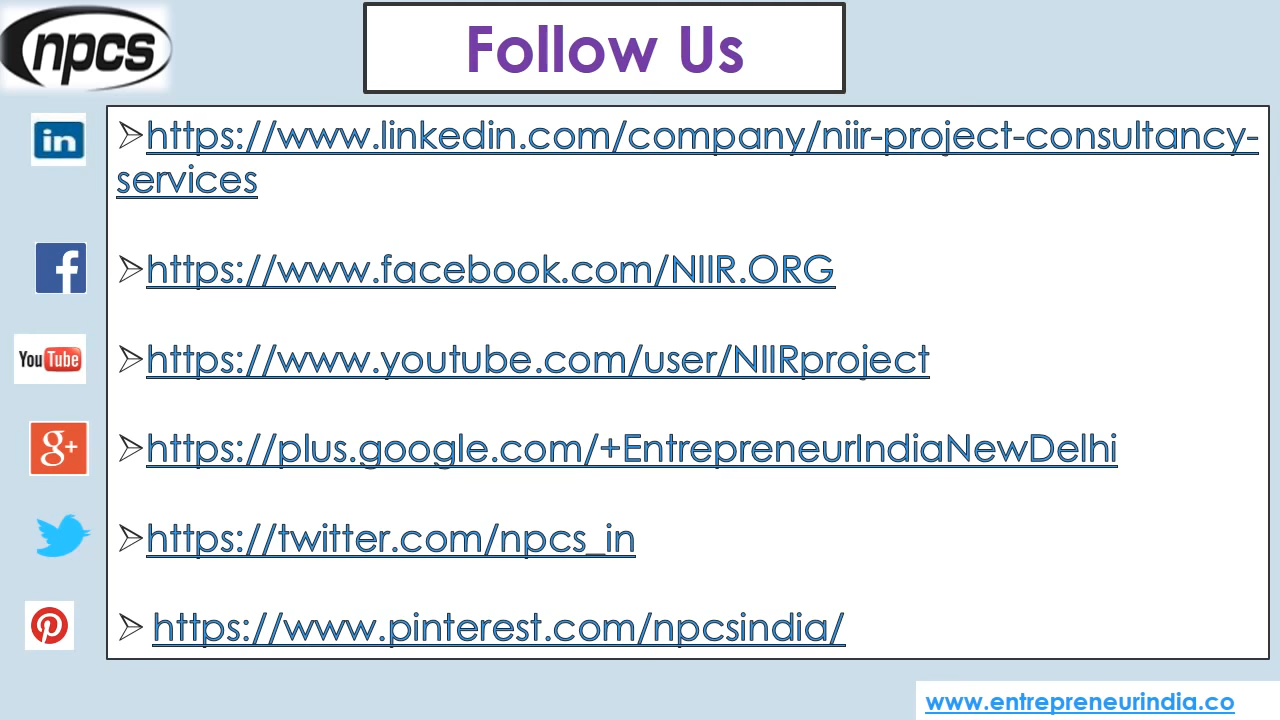 npcs
Follow Us
in
➢https://www.linkedin.com/company/niir-project-consultancy-
services
f
➢https://www.facebook.com/NIIR.ORG
YouTube
➢https://www.youtube.com/user/NIIRproject
g+
➢https://plus.google.com/+EntrepreneurIndiaNewDelhi
➢https://twitter.com/npcs_in
➢ https://www.pinterest.com/npcsindia/
www.entrepreneurindia.co